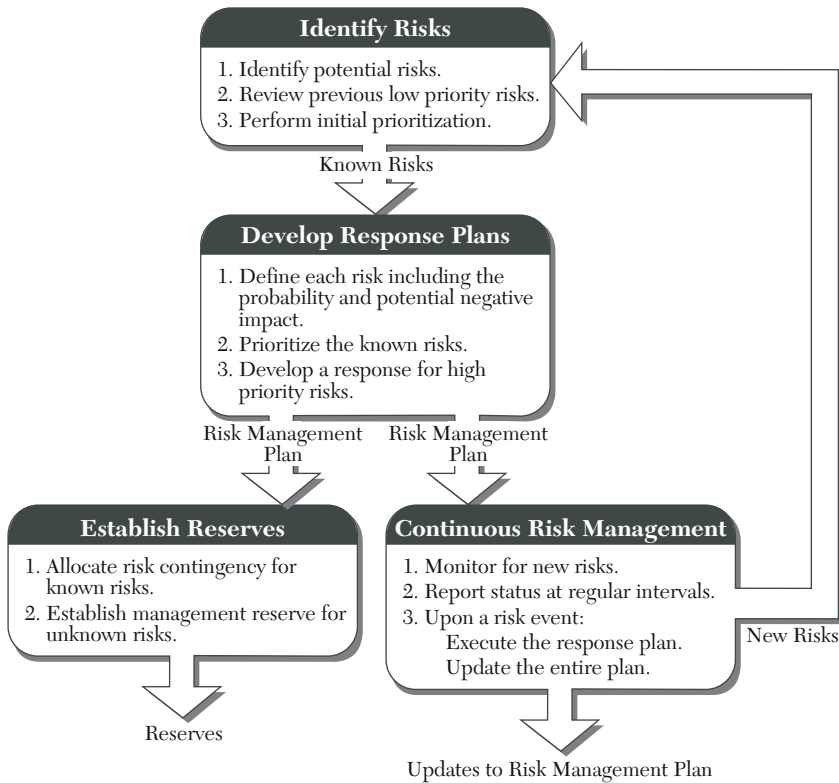 Identify Risks
1. Identify potential risks.
2. Review previous low priority risks.
3. Perform initial prioritization.
Known Risks
Develop Response Plans
1. Define each risk including the
probability and potential negative
impact.
2. Prioritize the known risks.
3. Develop a response for high
priority risks.
Risk Management
Plan
Risk Management
Plan
Establish Reserves
1. Allocate risk contingency for
known risks.
2. Establish management reserve for
unknown risks.
Reserves
Continuous Risk Management
1. Monitor for new risks.
2. Report status at regular intervals.
3. Upon a risk event:
Execute the response plan.
Update the entire plan.
New Risks
Updates to Risk Management Plan